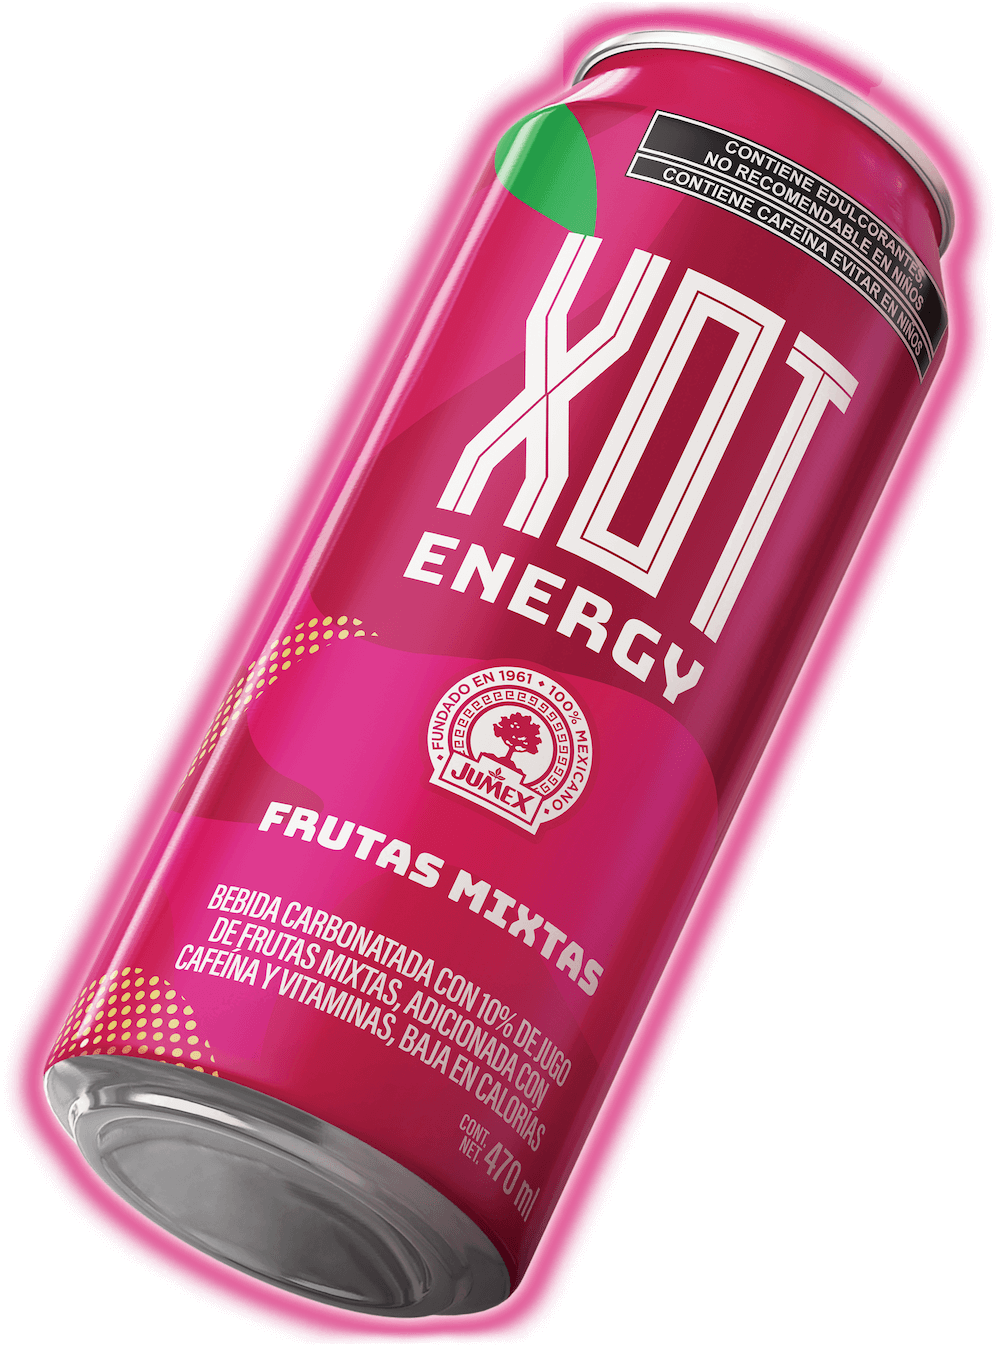 CONTIENE EDULCORANTES,
NO RECOMENDABLE EN NIÑOS
CONTIENE CAFEÍNA EVITAR EN NIÑOS
XOT
ENERGY
FUNDADO EN 1961 • 100% MEXICANO
JUMEX
FRUTAS MIXTAS
BEBIDA CARBONATADA CON 10% DE JUGO
DE FRUTAS MIXTAS, ADICIONADA CON
CAFEÍNA Y VITAMINAS, BAJA EN CALORÍAS
CONT.
NET. 470 ml